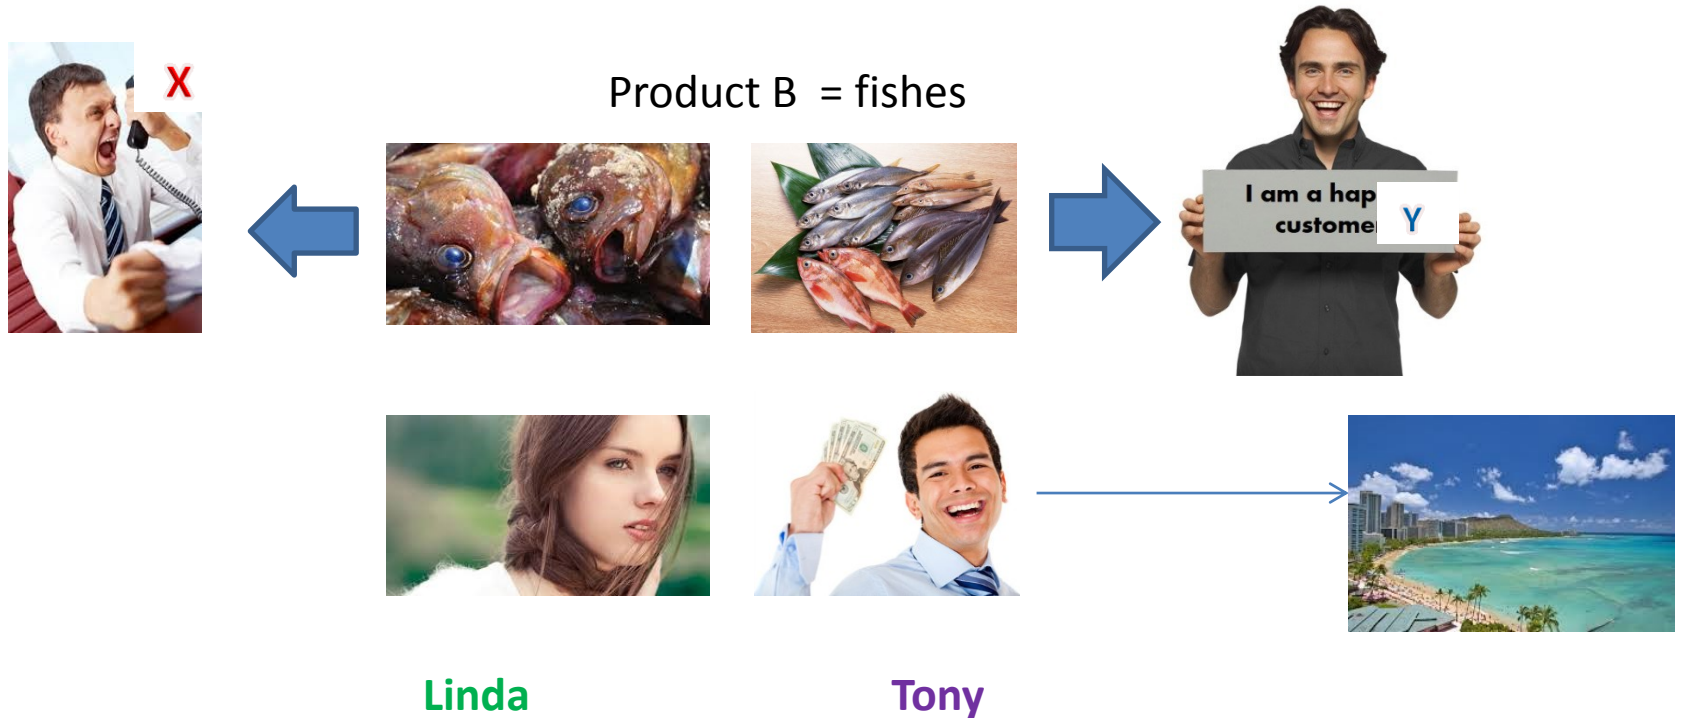 X
Product B = fishes
I am a hap
custome
Y
Linda
Tony